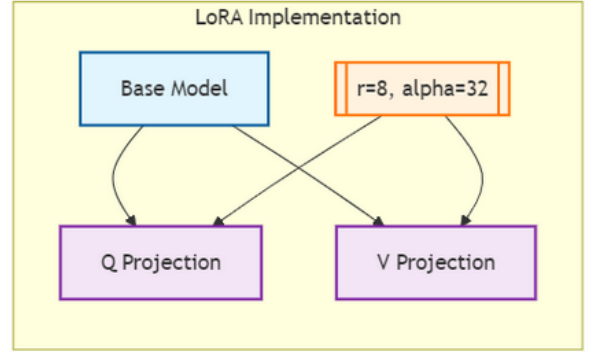 LoRA Implementation
Base Model
r=8, alpha=32
Q Projection
V Projection